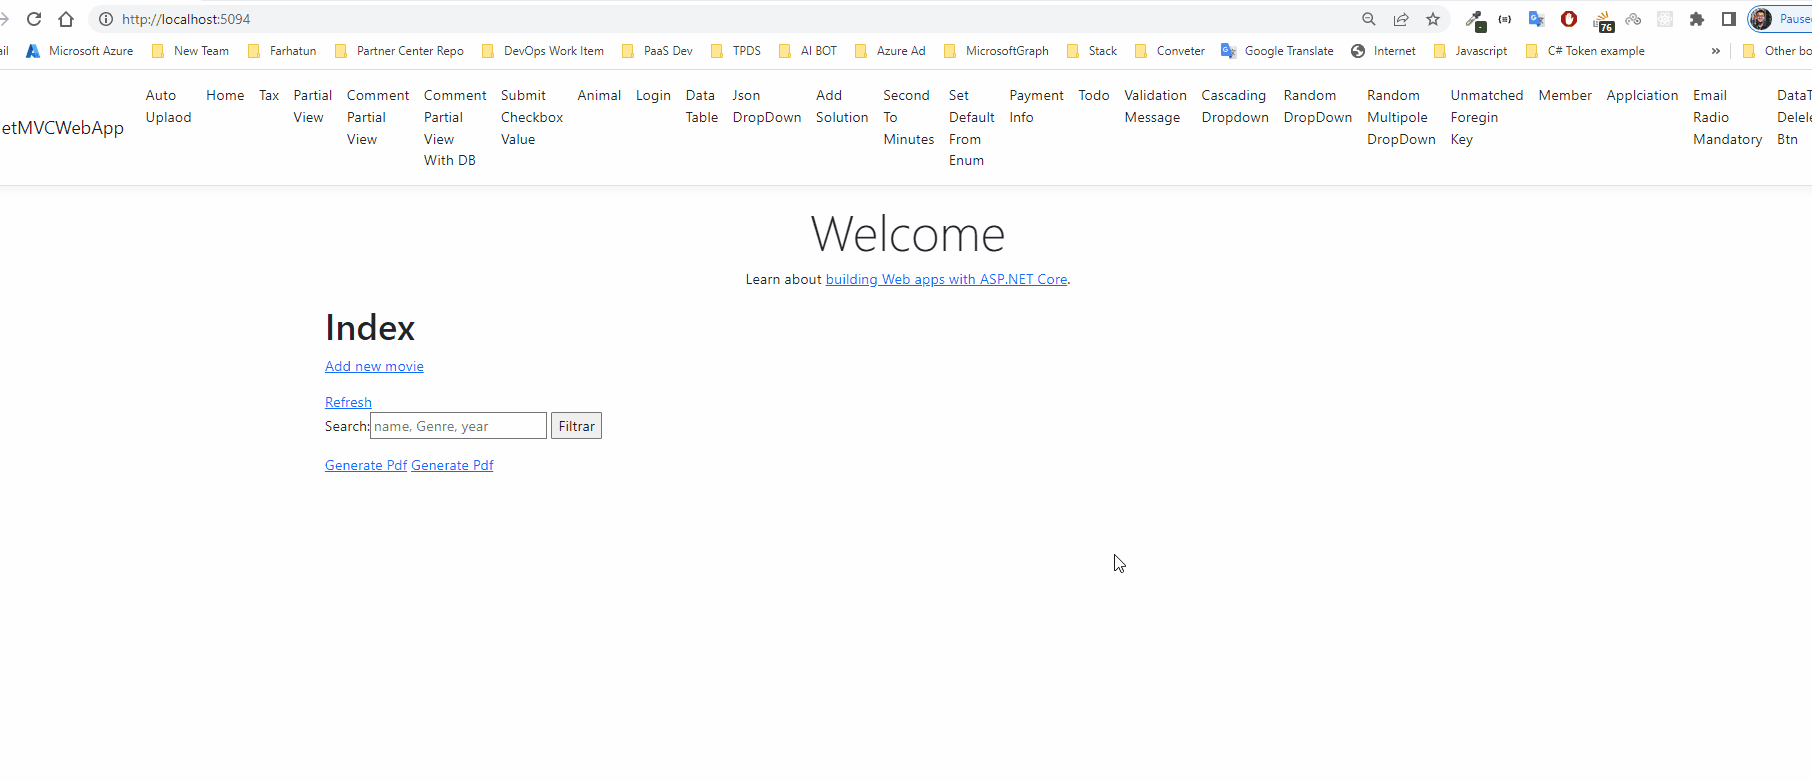 http://localhost:5094
76
Paused
ail Microsoft Azure New Team Farhatun Partner Center Repo DevOps Work Item PaaS Dev TPDS AI BOT Azure Ad MicrosoftGraph Stack Conveter Google Translate Internet Javascript C# Token example » Other bo
etMVCWebApp
Auto
Uplaod
Home
Tax
Partial
View
Comment
Partial
View
Comment
Partial
View
With DB
Submit
Checkbox
Value
Animal
Login
Data
Table
Json
DropDown
Add
Solution
Second
To
Minutes
Set
Default
From
Enum
Payment
Info
Todo
Validation
Message
Cascading
Dropdown
Random
DropDown
Random
Multipole
DropDown
Unmatched
Foregin
Key
Member
Applciation
Email
Radio
Mandatory
DataT
Delele
Btn
Welcome
Learn about building Web apps with ASP.NET Core.
Index
Add new movie
Refresh
Search: name, Genre, year Filtrar
Generate Pdf Generate Pdf